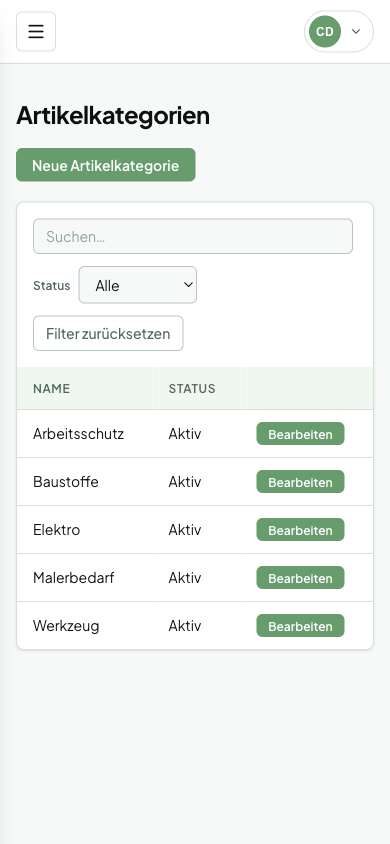 CD
Artikelkategorien
Neue Artikelkategorie
Suchen...
Status Alle
Filter zurücksetzen
NAME STATUS
Arbeitsschutz Aktiv Bearbeiten
Baustoffe Aktiv Bearbeiten
Elektro Aktiv Bearbeiten
Malerbedarf Aktiv Bearbeiten
Werkzeug Aktiv Bearbeiten